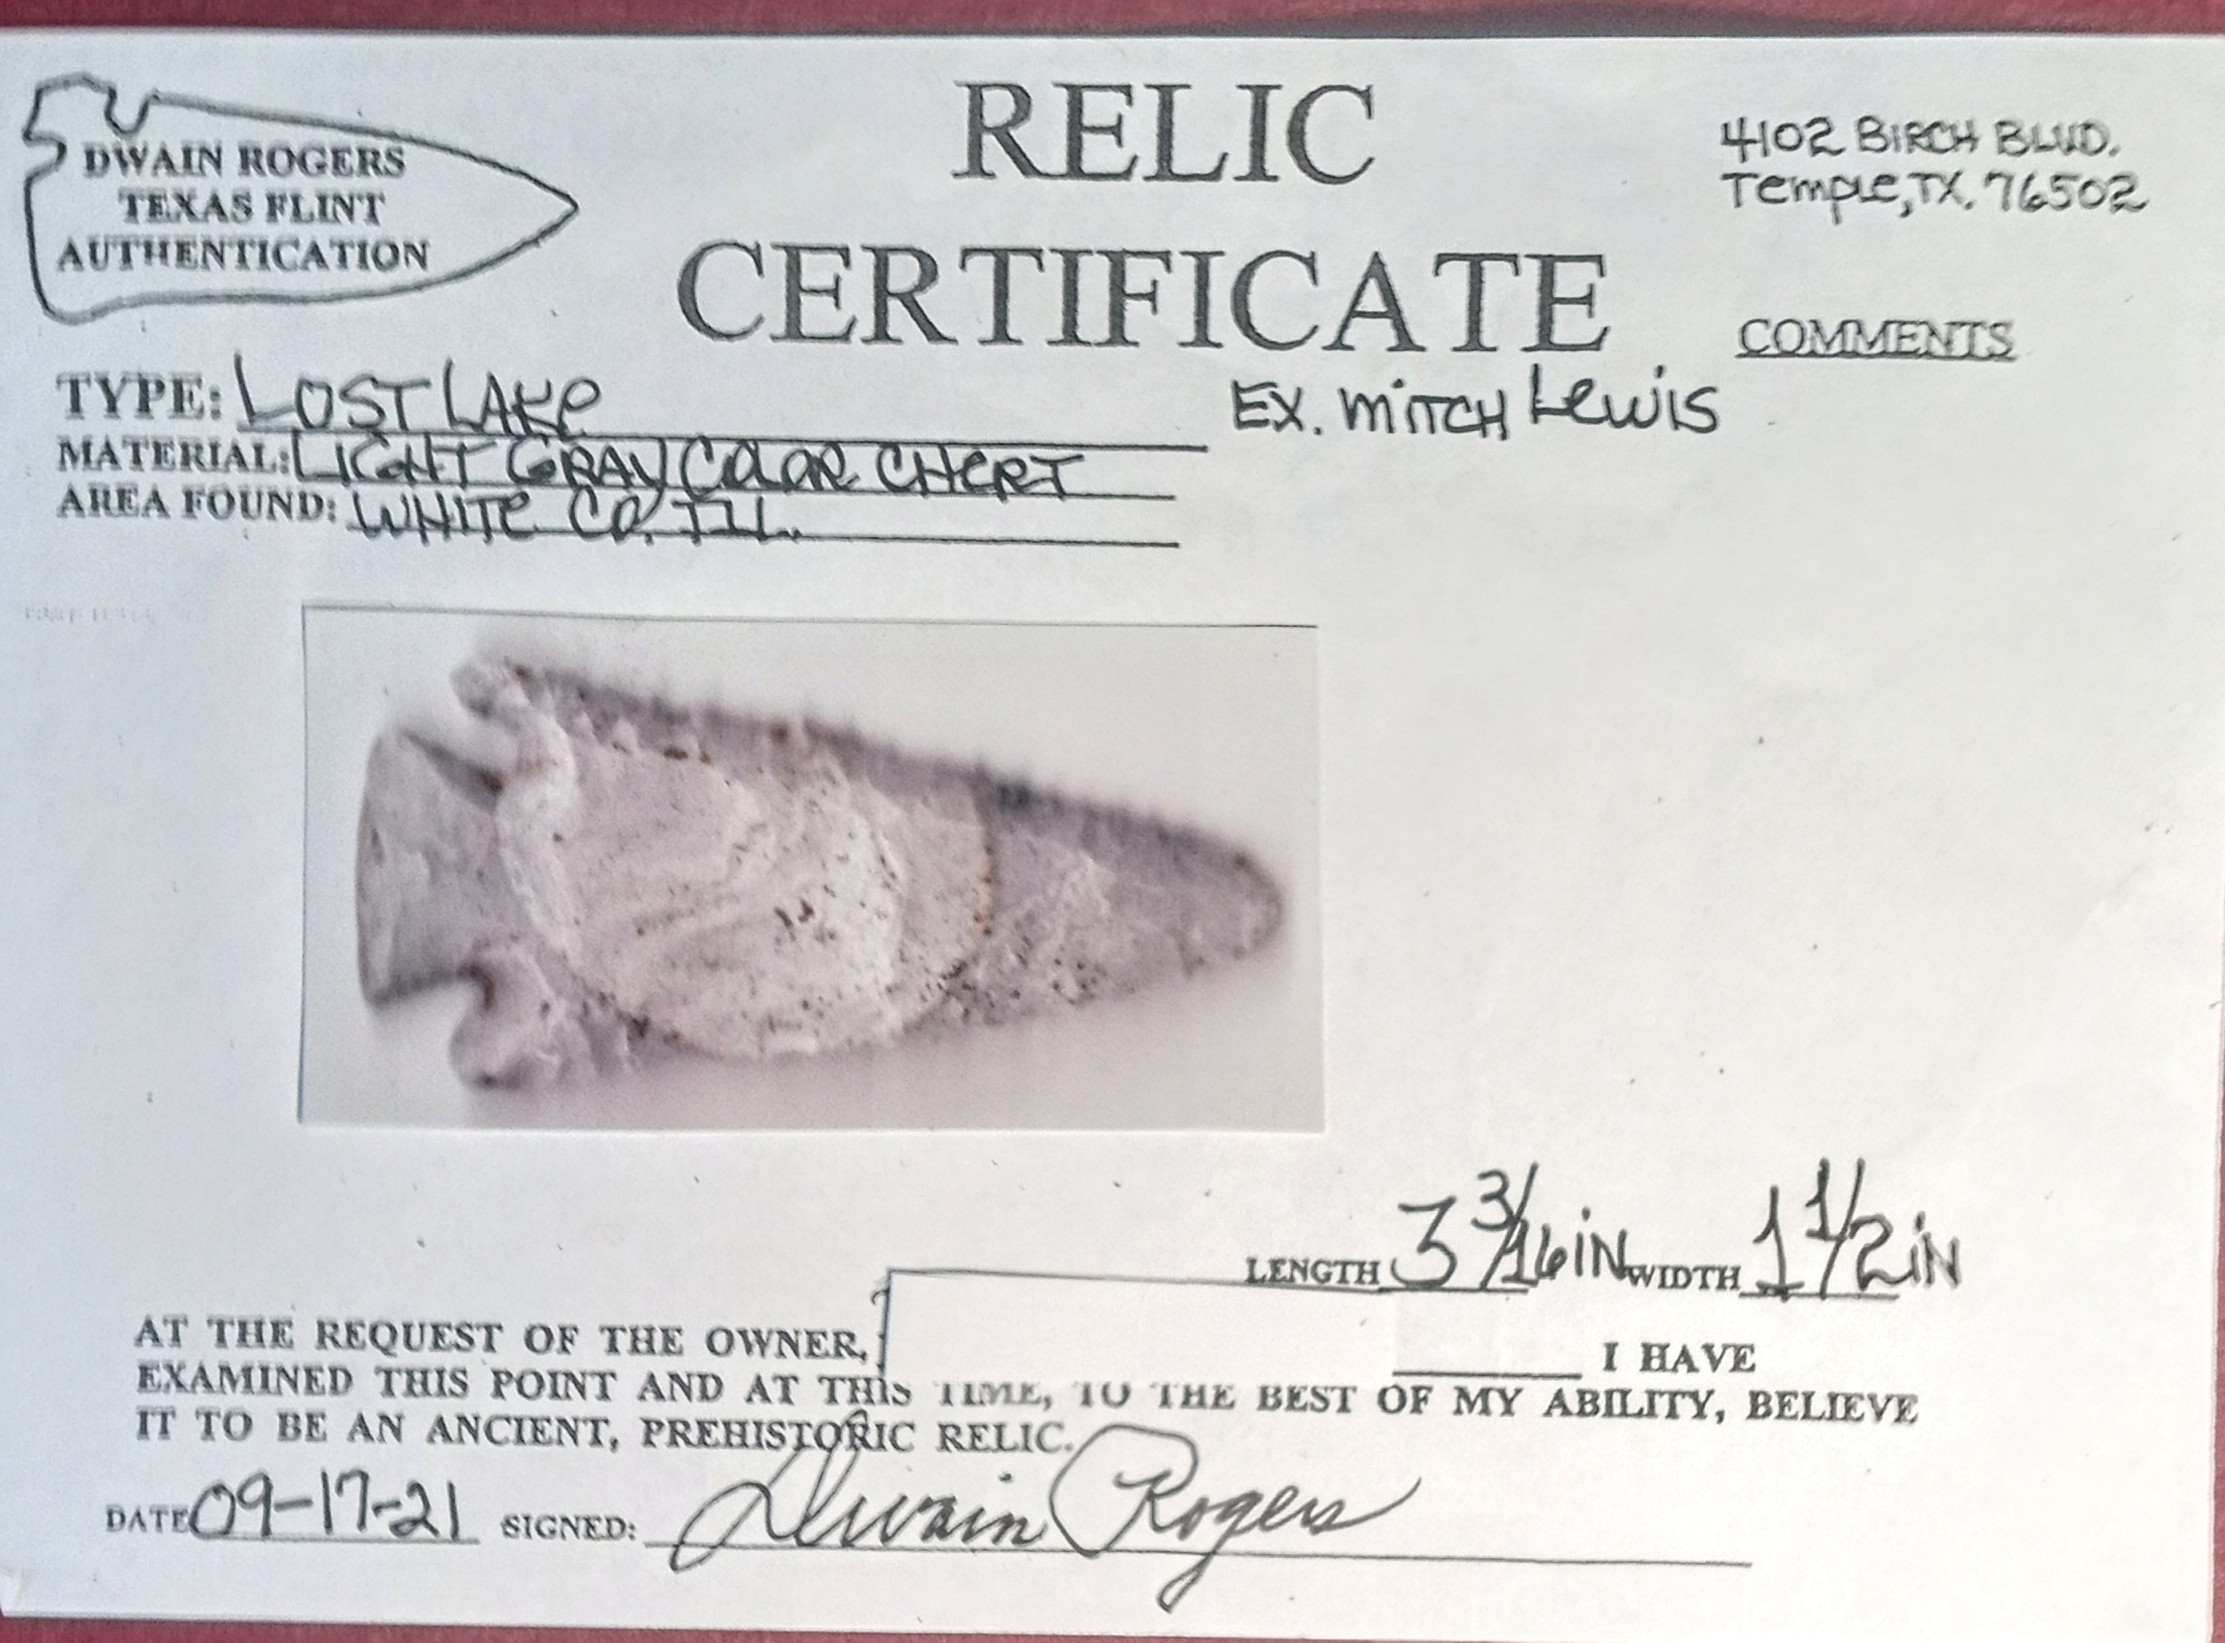 DWAIN ROGERS
TEXAS FLINT
AUTHENTICATION
RELIC
CERTIFICATE
4102 BIRCH BLVD.
Temple, TX. 76502
COMMENTS
EX. MITCH Lewis
TYPE: LOST LAKe
MATERIAL: LIGHT GRAY COLOR CHERT
AREA FOUND: WHITe CO. ILL.
LENGTH 3 3/16 IN WIDTH 1 1/2 IN
AT THE REQUEST OF THE OWNER, I HAVE
EXAMINED THIS POINT AND AT THIS TIME, TO THE BEST OF MY ABILITY, BELIEVE
IT TO BE AN ANCIENT, PREHISTORIC RELIC.
DATE 09-17-21 SIGNED: Dwain Rogers